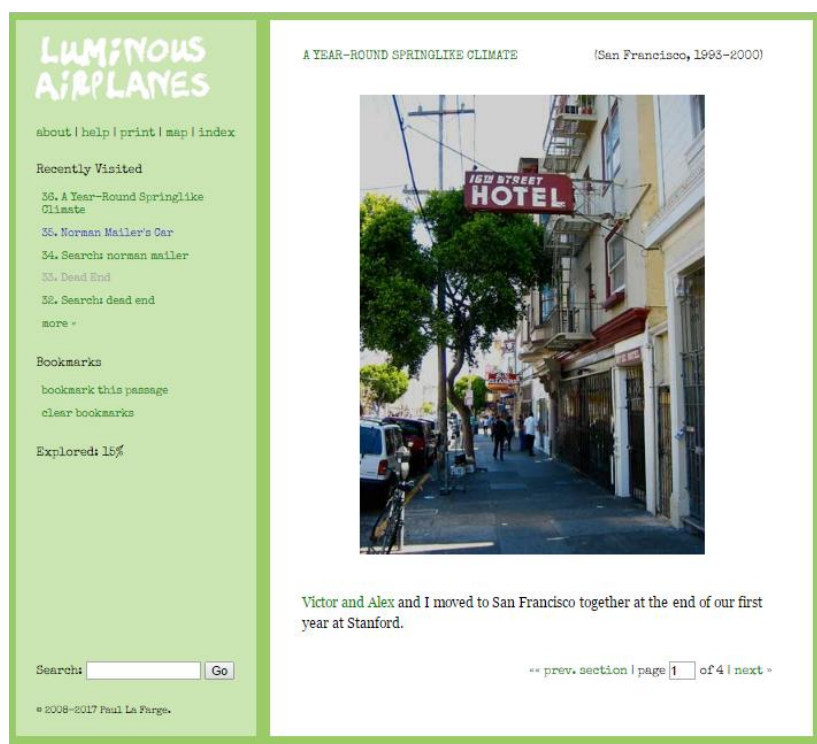 LUMiNOUS
AiRPLANES
about | help | print | map | index
Recently Visited
36. A Year-Round Springlike
Climate
35. Norman Mailer's Car
34. Search: norman mailer
33. Dead End
32. Search: dead end
more »
Bookmarks
bookmark this passage
clear bookmarks
Explored: 15%
Search: Go
© 2008-2017 Paul La Farge.
A YEAR-ROUND SPRINGLIKE CLIMATE (San Francisco, 1993-2000)
16TH STREET
HOTEL
CLEANERS
Victor and Alex and I moved to San Francisco together at the end of our first
year at Stanford.
«« prev. section | page 1 of 4 | next »